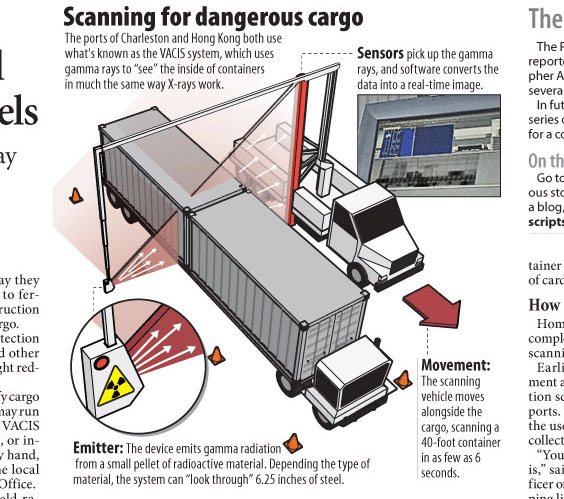 Scanning for dangerous cargo
The ports of Charleston and Hong Kong both use
what's known as the VACIS system, which uses
gamma rays to "see" the inside of containers
in much the same way X-rays work.
Sensors pick up the gamma
rays, and software converts the
data into a real-time image.
Movement:
The scanning
vehicle moves
alongside the
cargo, scanning a
40-foot container
in as few as 6
seconds.
Emitter: The device emits gamma radiation
from a small pellet of radioactive material. Depending the type of
material, the system can "look through" 6.25 inches of steel.
els
ay
ay they
to fer-
ruction
rgo.
tection
d other
ght red-
fy cargo
may run
VACIS
, or in-
y hand,
he local
Office.
The
The P
reporte
pher A
severa
In fut
series o
for a co
On th
Go to
ous sto
a blog,
scripts
tainer
of card
How
Hom
comple
scanni
Earli
ment a
tion sc
ports.
the use
collect
"You
is," sai
ficer o